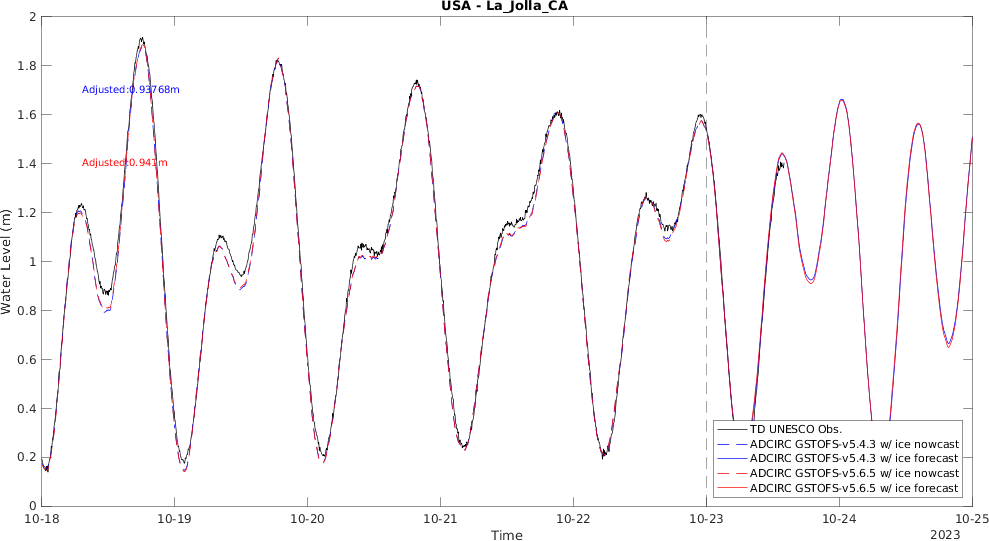 USA - La_Jolla_CA
2
1.8
1.6
1.4
1.2
1
0.8
0.6
0.4
0.2
0
Water Level (m)
Adjusted:0.93768m
Adjusted:0.941m
TD UNESCO Obs.
ADCIRC GSTOFS-v5.4.3 w/ ice nowcast
ADCIRC GSTOFS-v5.4.3 w/ ice forecast
ADCIRC GSTOFS-v5.6.5 w/ ice nowcast
ADCIRC GSTOFS-v5.6.5 w/ ice forecast
10-18 10-19 10-20 10-21 10-22 10-23 10-24 10-25
Time
2023